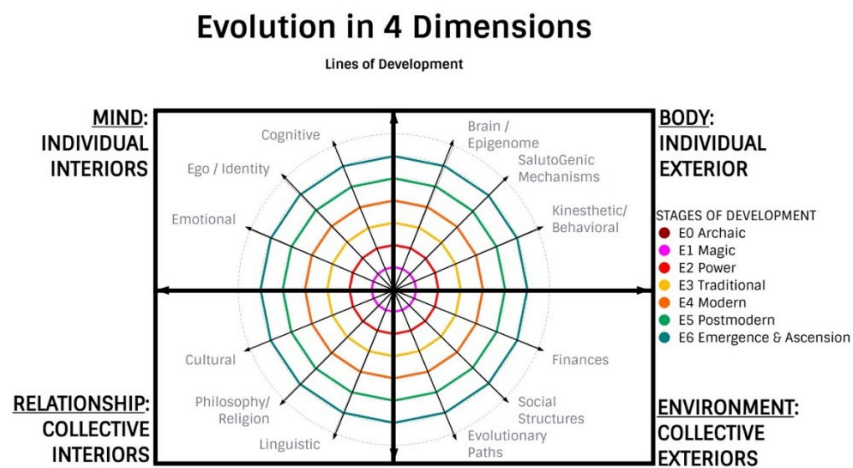 Evolution in 4 Dimensions
Lines of Development
MIND:
INDIVIDUAL
INTERIORS
Cognitive
Ego / Identity
Emotional
Brain /
Epigenome
SalutoGenic
Mechanisms
Kinesthetic/
Behavioral
BODY:
INDIVIDUAL
EXTERIOR
STAGES OF DEVELOPMENT
E0 Archaic
E1 Magic
E2 Power
E3 Traditional
E4 Modern
E5 Postmodern
E6 Emergence & Ascension
RELATIONSHIP:
COLLECTIVE
INTERIORS
Cultural
Philosophy/
Religion
Linguistic
Finances
Social
Structures
Evolutionary
Paths
ENVIRONMENT:
COLLECTIVE
EXTERIORS